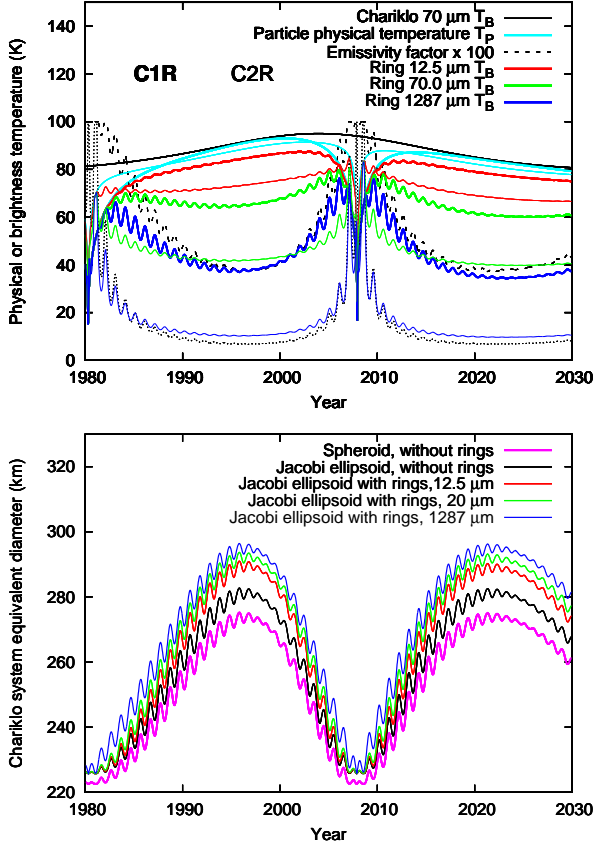 Physical or brightness temperature (K)
140
120
100
80
60
40
20
0
Chariklo 70 μm T_B
Particle physical temperature T_P
Emissivity factor x 100
Ring 12.5 μm T_B
Ring 70.0 μm T_B
Ring 1287 μm T_B
C1R C2R
1980 1990 2000 2010 2020 2030
Year
Chariklo system equivalent diameter (km)
320
300
280
260
240
220
Spheroid, without rings
Jacobi ellipsoid, without rings
Jacobi ellipsoid with rings,12.5 μm
Jacobi ellipsoid with rings, 20 μm
Jacobi ellipsoid with rings, 1287 μm
1980 1990 2000 2010 2020 2030
Year